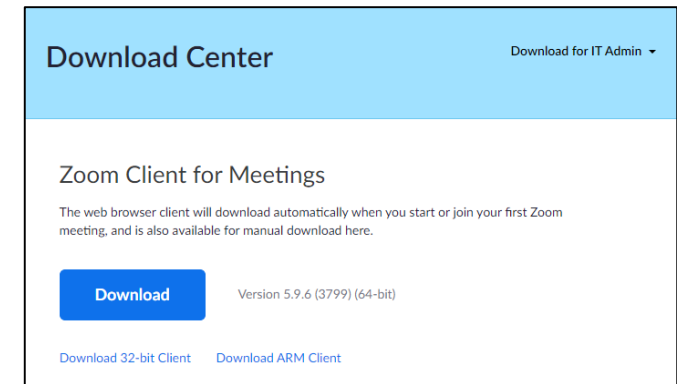 Download Center
Download for IT Admin
Zoom Client for Meetings
The web browser client will download automatically when you start or join your first Zoom
meeting, and is also available for manual download here.
Download
Version 5.9.6 (3799) (64-bit)
Download 32-bit Client
Download ARM Client